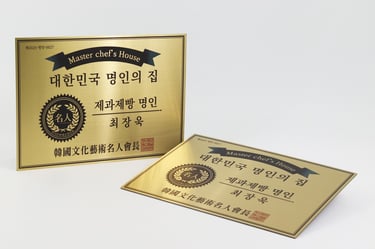 Master chef's House
대한민국 명인의 집
名人
제과제빵 명인
최장욱
韓國文化藝術名人會長
Master chef's House
대한민국 명인의 집
名人
제과제빵 명인
최장욱
韓國文化藝術名人會長